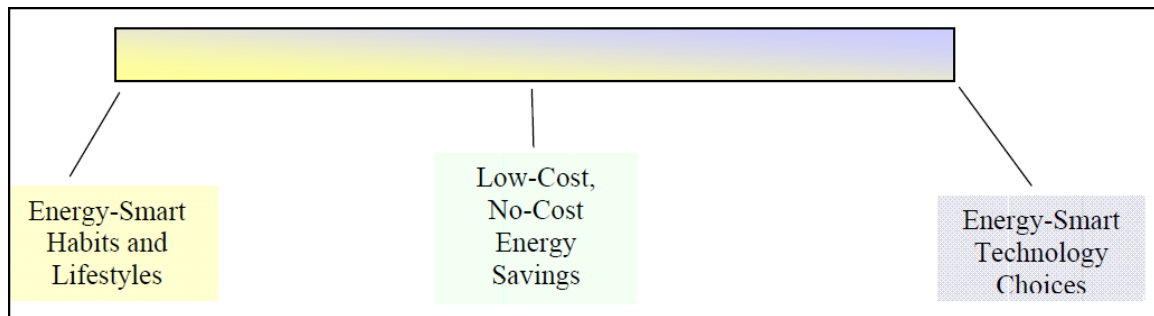 Energy-Smart
Habits and
Lifestyles
Low-Cost,
No-Cost
Energy
Savings
Energy-Smart
Technology
Choices